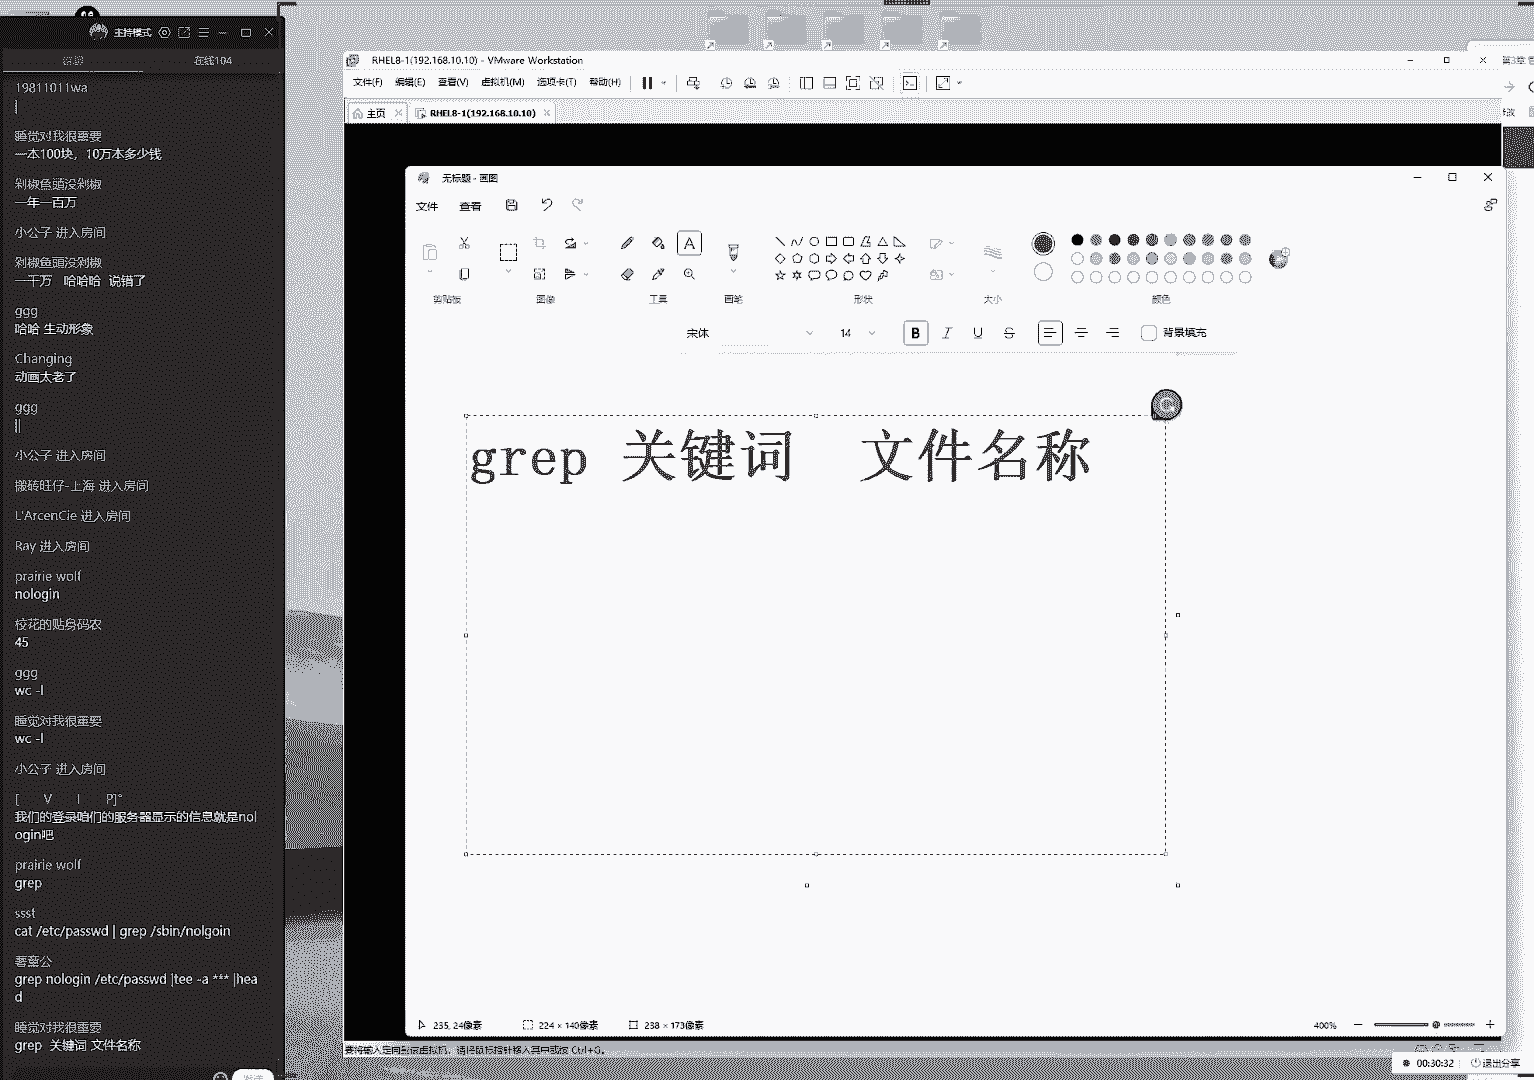 主持模式
在线104
19811011wa
睡觉对我很重要
一本100块，10万本多少钱
剁椒鱼頭没剁椒
一年一百万
小公子 进入房间
剁椒鱼頭没剁椒
一千万 哈哈哈 说错了
ggg
哈哈 生动形象
Changing
动画太老了
ggg
||
小公子 进入房间
搬砖旺仔-上海 进入房间
L'ArcenCie 进入房间
Ray 进入房间
prairie wolf
nologin
校花的贴身码农
45
ggg
wc -l
睡觉对我很重要
wc -l
小公子 进入房间
[ V I P]°
我们的登录咱们的服务器显示的信息就是nol
ogin吧
prairie wolf
grep
ssst
cat /etc/passwd | grep /sbin/nolgoin
grep nologin /etc/passwd |tee -a *** |hea
d
睡觉对我很重要
grep 关键词 文件名称
发送
RHEL8-1(192.168.10.10) - VMware Workstation
文件(F) 编辑(E) 查看(V) 虚拟机(M) 选项卡(T) 帮助(H)
主页 RHEL8-1(192.168.10.10)
无标题 - 画图
文件 查看
剪贴板 图像 工具 画笔 形状 大小 颜色
宋体 14 B I U S 背景填充
grep 关键词 文件名称
235, 24像素 224 × 140像素 238 × 173像素 400%
要将输入定向到该虚拟机，请将鼠标指针移入其中或按 Ctrl+G。
00:30:32 退出分享